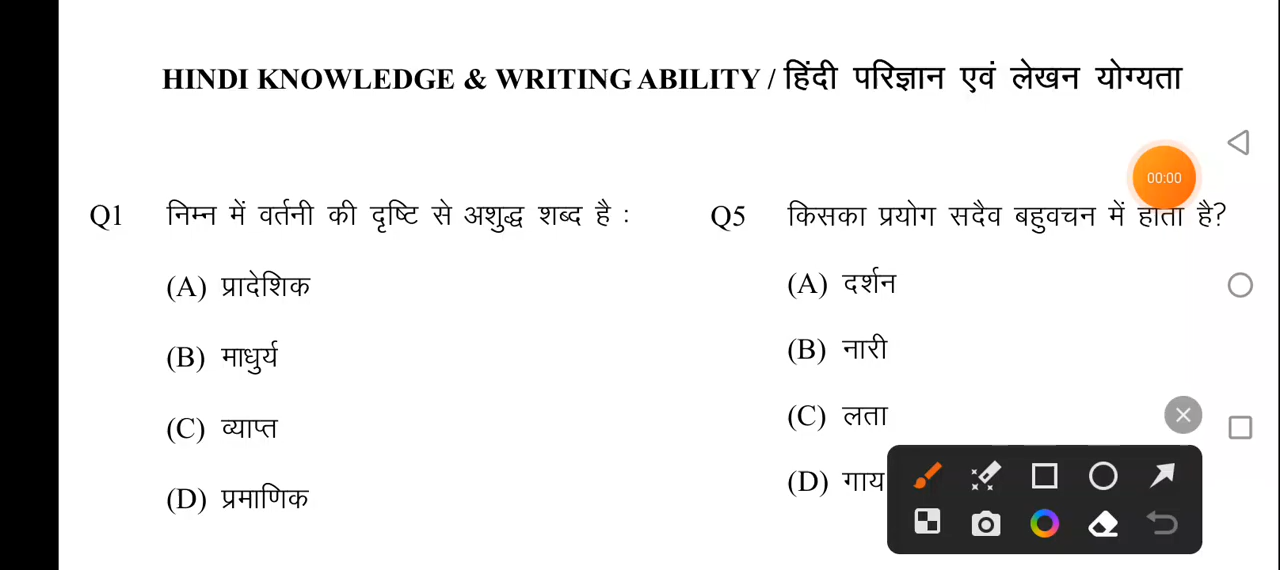 HINDI KNOWLEDGE & WRITING ABILITY / हिंदी परिज्ञान एवं लेखन योग्यता
00:00
Q1 निम्न में वर्तनी की दृष्टि से अशुद्ध शब्द है :
(A) प्रादेशिक
(B) माधुर्य
(C) व्याप्त
(D) प्रमाणिक
Q5 किसका प्रयोग सदैव बहुवचन में होता है?
(A) दर्शन
(B) नारी
(C) लता
(D) गाय